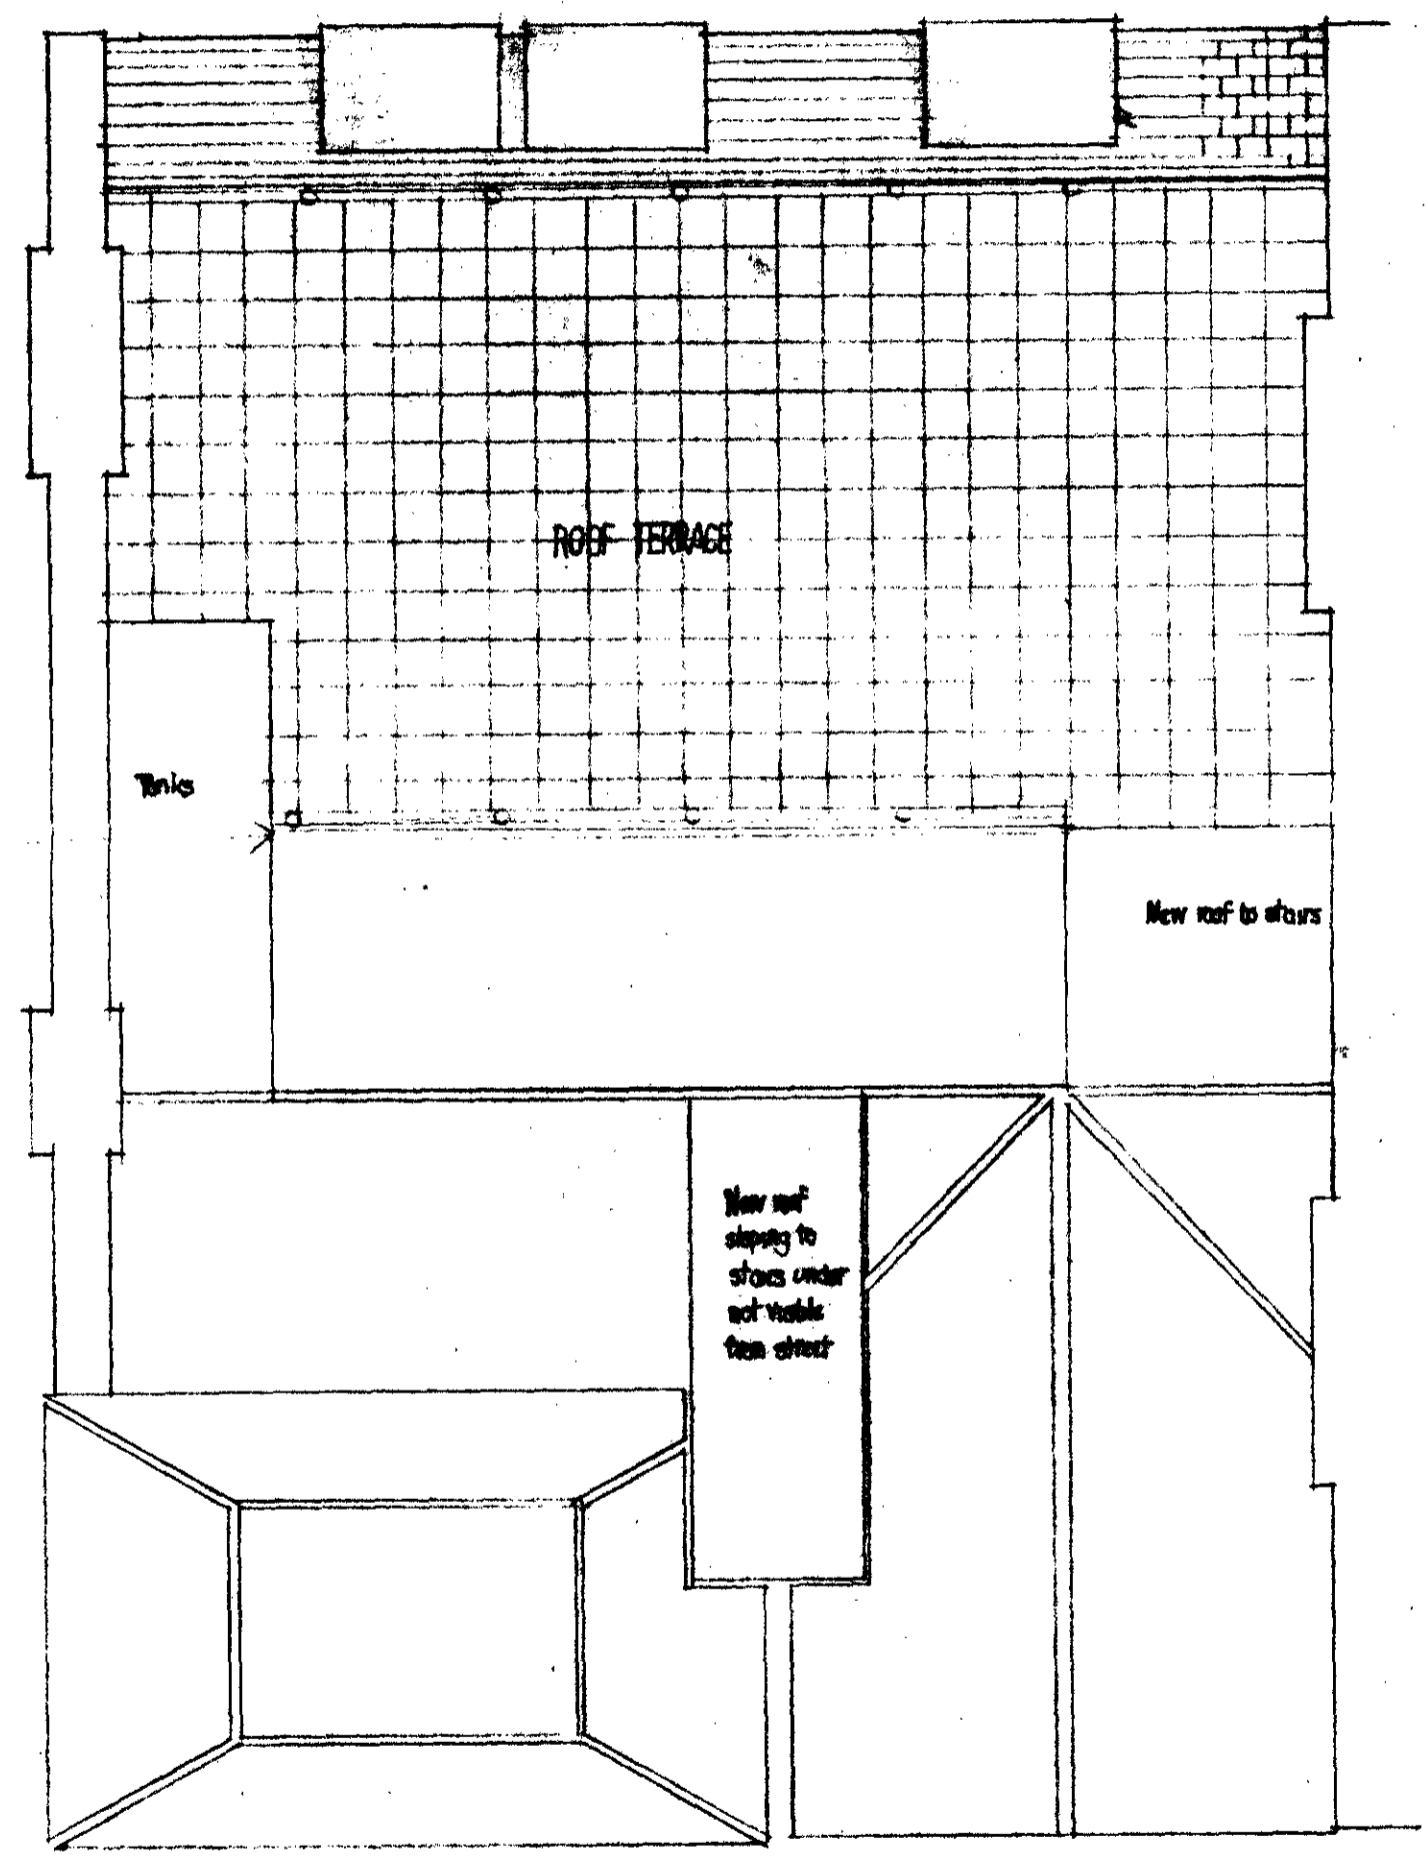 ROOF TERRACE
Tanks
New roof to stairs
New roof
sloping to
stairs under
not visible
from street